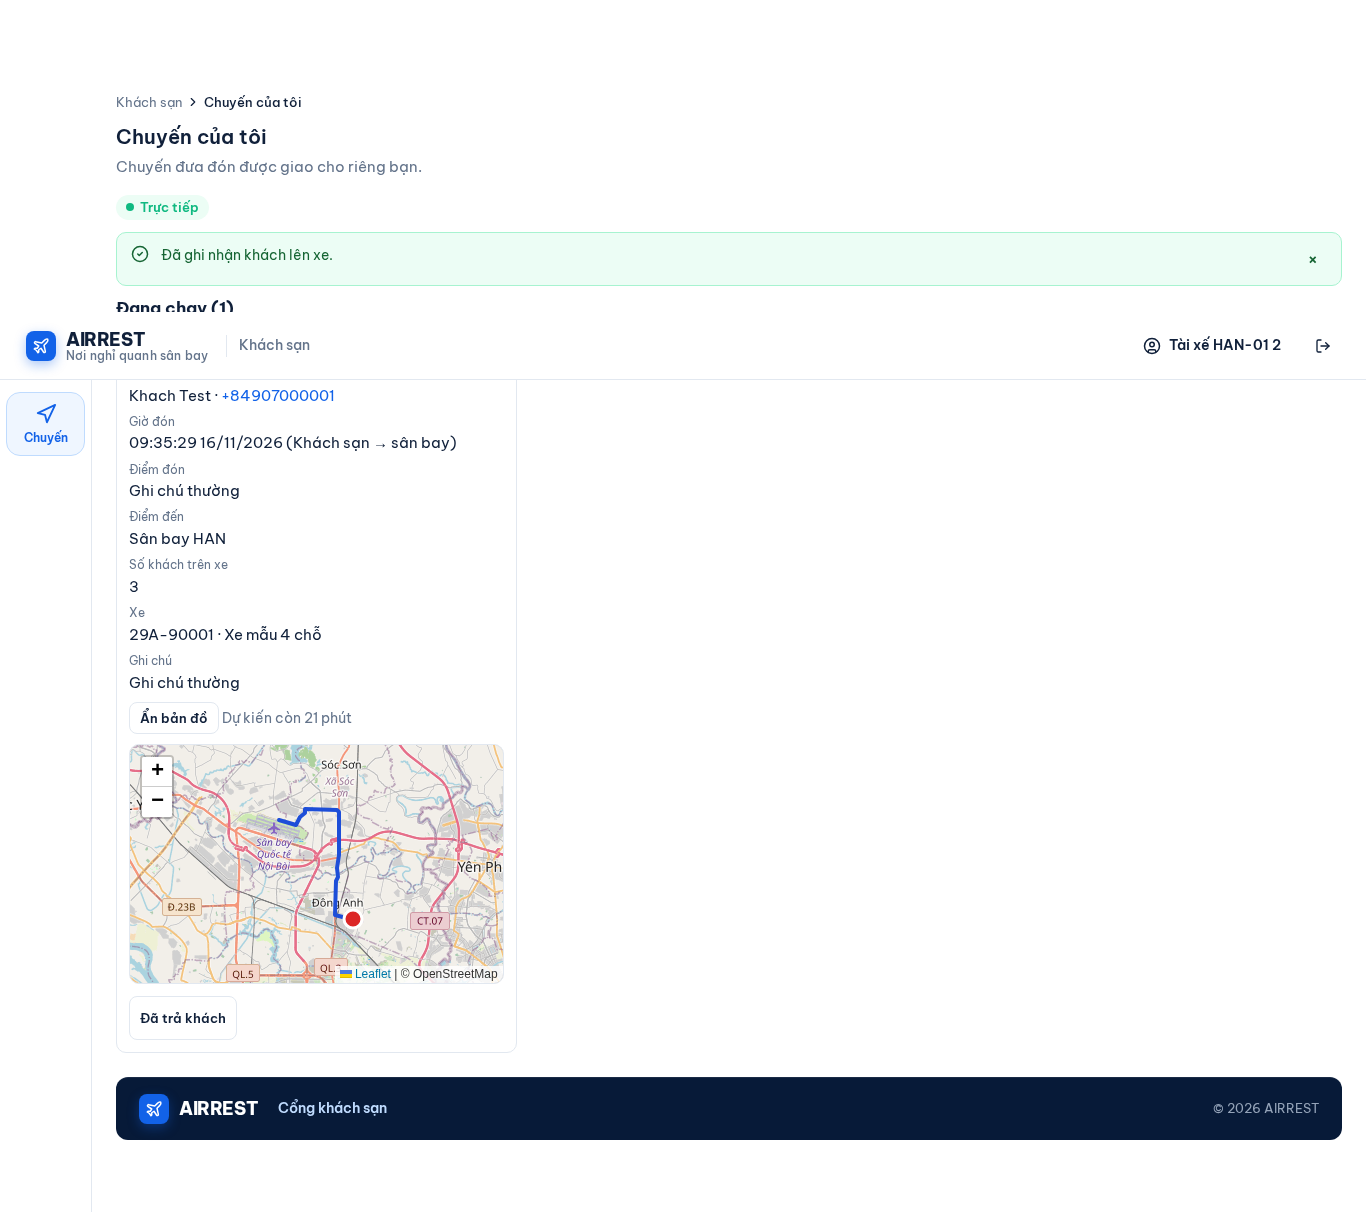 Khách sạn > Chuyến của tôi
Chuyến của tôi
Chuyến đưa đón được giao cho riêng bạn.
Trực tiếp
Đã ghi nhận khách lên xe.
×
Đang chạy (1)
AIRREST
Nơi nghỉ quanh sân bay
Khách sạn
Tài xế HAN-01 2
Chuyến
Khach Test · +84907000001
Giờ đón
09:35:29 16/11/2026 (Khách sạn → sân bay)
Điểm đón
Ghi chú thường
Điểm đến
Sân bay HAN
Số khách trên xe
3
Xe
29A-90001 · Xe mẫu 4 chỗ
Ghi chú
Ghi chú thường
Ẩn bản đồ Dự kiến còn 21 phút
+
−
Sóc Sơn
Xã Sóc
Sơn
Sân bay
Quốc tế
Nội Bài
Yên Ph
Đông Anh
Đ.23B
CT.07
QL.5
Leaflet | © OpenStreetMap
Đã trả khách
AIRREST
Cổng khách sạn
© 2026 AIRREST